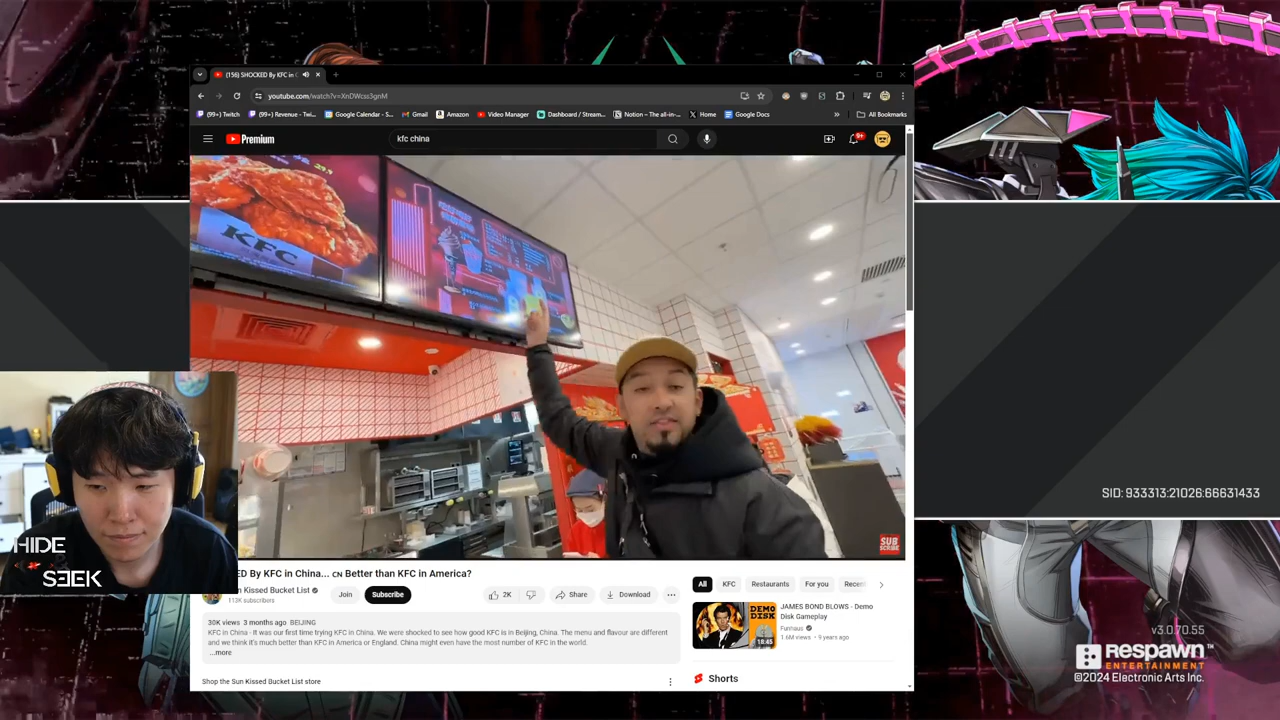 (156) SHOCKED By KFC in C
youtube.com/watch?v=XnDWcss3gnM
(99+) Twitch
(99+) Revenue - Twi...
Google Calendar - S...
Gmail
Amazon
Video Manager
Dashboard / Stream...
Notion – The all-in-...
Home
Google Docs
All Bookmarks
Premium
kfc china
9+
KFC
SUB
SCRIBE
HIDE
SEEK
SID: 933313:21026:66631433
ED By KFC in China... CN Better than KFC in America?
n Kissed Bucket List
113K subscribers
Join
Subscribe
2K
Share
Download
All
KFC
Restaurants
For you
Recen
30K views 3 months ago BEIJING
KFC in China - It was our first time trying KFC in China. We were shocked to see how good KFC is in Beijing, China. The menu and flavour are different
and we think it's much better than KFC in America or England. China might even have the most number of KFC in the world.
...more
DEMO
DISK
18:45
JAMES BOND BLOWS - Demo
Disk Gameplay
Funhaus
1.6M views • 9 years ago
Shop the Sun Kissed Bucket List store
Shorts
v3.0.70.55
RESPAWN™
ENTERTAINMENT
©2024 Electronic Arts Inc.